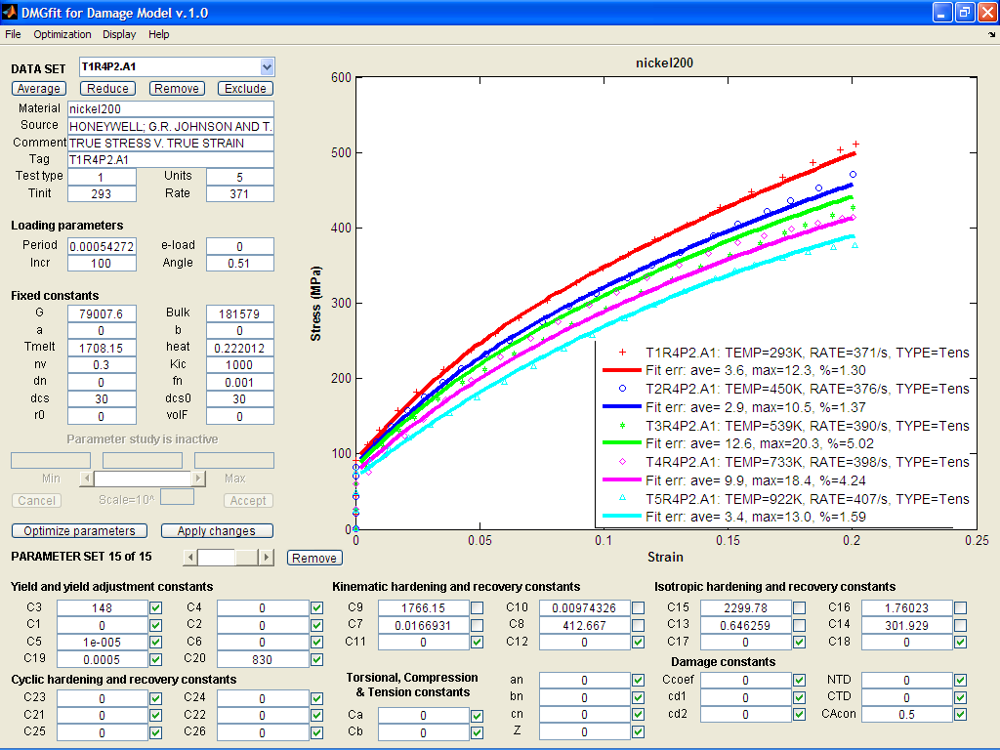 DMGfit for Damage Model v.1.0
File Optimization Display Help
DATA SET T1R4P2.A1
Average Reduce Remove Exclude
Material nickel200
Source HONEYWELL; G.R. JOHNSON AND T.
Comment TRUE STRESS V. TRUE STRAIN
Tag T1R4P2.A1
Test type 1 Units 5
Tinit 293 Rate 371
Loading parameters
Period 0.00054272 e-load 0
Incr 100 Angle 0.51
Fixed constants
G 79007.6 Bulk 181579
a 0 b 0
Tmelt 1708.15 heat 0.222012
nv 0.3 Kic 1000
dn 0 fn 0.001
dcs 30 dcs0 30
r0 0 volF 0
Parameter study is inactive
Min Max
Cancel Scale=10^ Accept
Optimize parameters Apply changes
PARAMETER SET 15 of 15 Remove
nickel200
600
500
400
300
200
100
0
Stress (MPa)
0 0.05 0.1 0.15 0.2 0.25
Strain
T1R4P2.A1: TEMP=293K, RATE=371/s, TYPE=Tens
Fit err: ave= 3.6, max=12.3, %=1.30
T2R4P2.A1: TEMP=450K, RATE=376/s, TYPE=Tens
Fit err: ave= 2.9, max=10.5, %=1.37
T3R4P2.A1: TEMP=539K, RATE=390/s, TYPE=Tens
Fit err: ave= 12.6, max=20.3, %=5.02
T4R4P2.A1: TEMP=733K, RATE=398/s, TYPE=Tens
Fit err: ave= 9.9, max=18.4, %=4.24
T5R4P2.A1: TEMP=922K, RATE=407/s, TYPE=Tens
Fit err: ave= 3.4, max=13.0, %=1.59
Yield and yield adjustment constants
C3 148 C4 0
C1 0 C2 0
C5 1e-005 C6 0
C19 0.0005 C20 830
Cyclic hardening and recovery constants
C23 0 C24 0
C21 0 C22 0
C25 0 C26 0
Kinematic hardening and recovery constants
C9 1766.15 C10 0.00974326
C7 0.0166931 C8 412.667
C11 0 C12 0
Torsional, Compression
& Tension constants
Ca 0
Cb 0
an 0
bn 0
cn 0
Z 0
Isotropic hardening and recovery constants
C15 2299.78 C16 1.76023
C13 0.646259 C14 301.929
C17 0 C18 0
Damage constants
Ccoef 0 NTD 0
cd1 0 CTD 0
cd2 0 CAcon 0.5